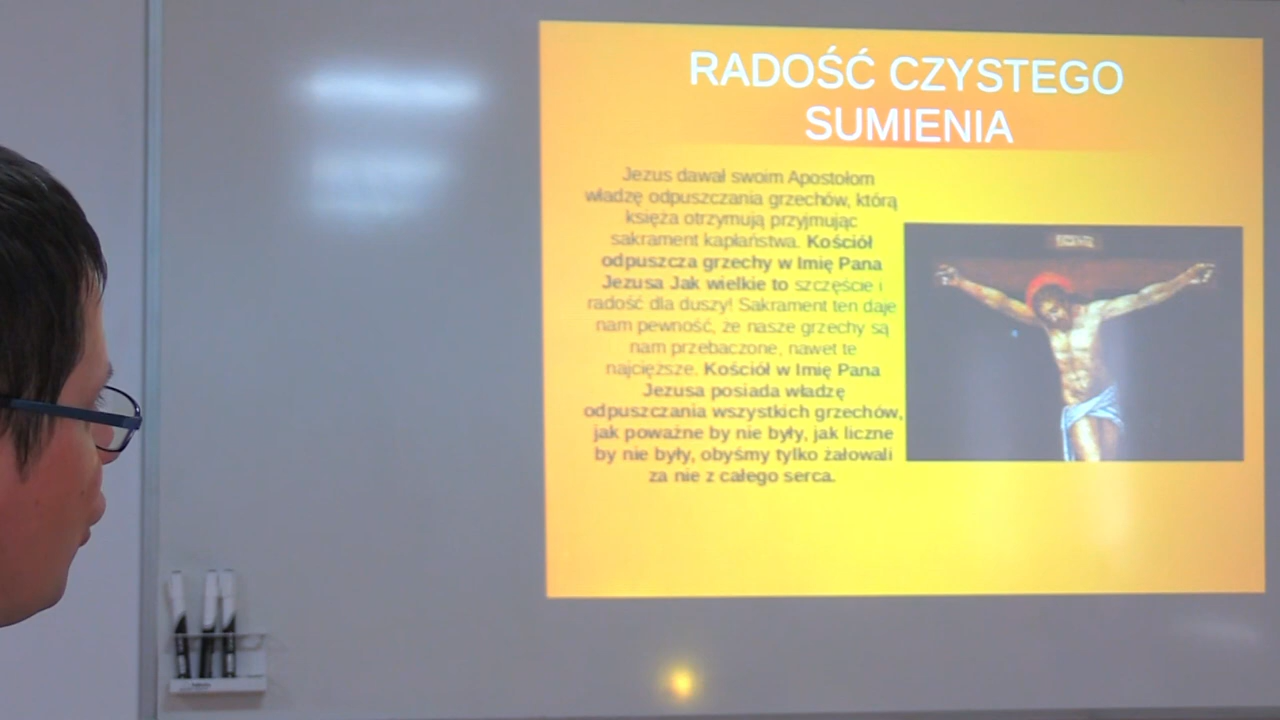 RADOŚĆ CZYSTEGO
SUMIENIA
Jezus dawał swoim Apostołom
władzę odpuszczania grzechów, którą
księża otrzymują przyjmując
sakrament kapłaństwa. Kościół
odpuszcza grzechy w Imię Pana
Jezusa Jak wielkie to szczęście i
radość dla duszy! Sakrament ten daje
nam pewność, że nasze grzechy są
nam przebaczone, nawet te
najcięższe. Kościół w Imię Pana
Jezusa posiada władzę
odpuszczania wszystkich grzechów,
jak poważne by nie były, jak liczne
by nie były, obyśmy tylko żałowali
za nie z całego serca.